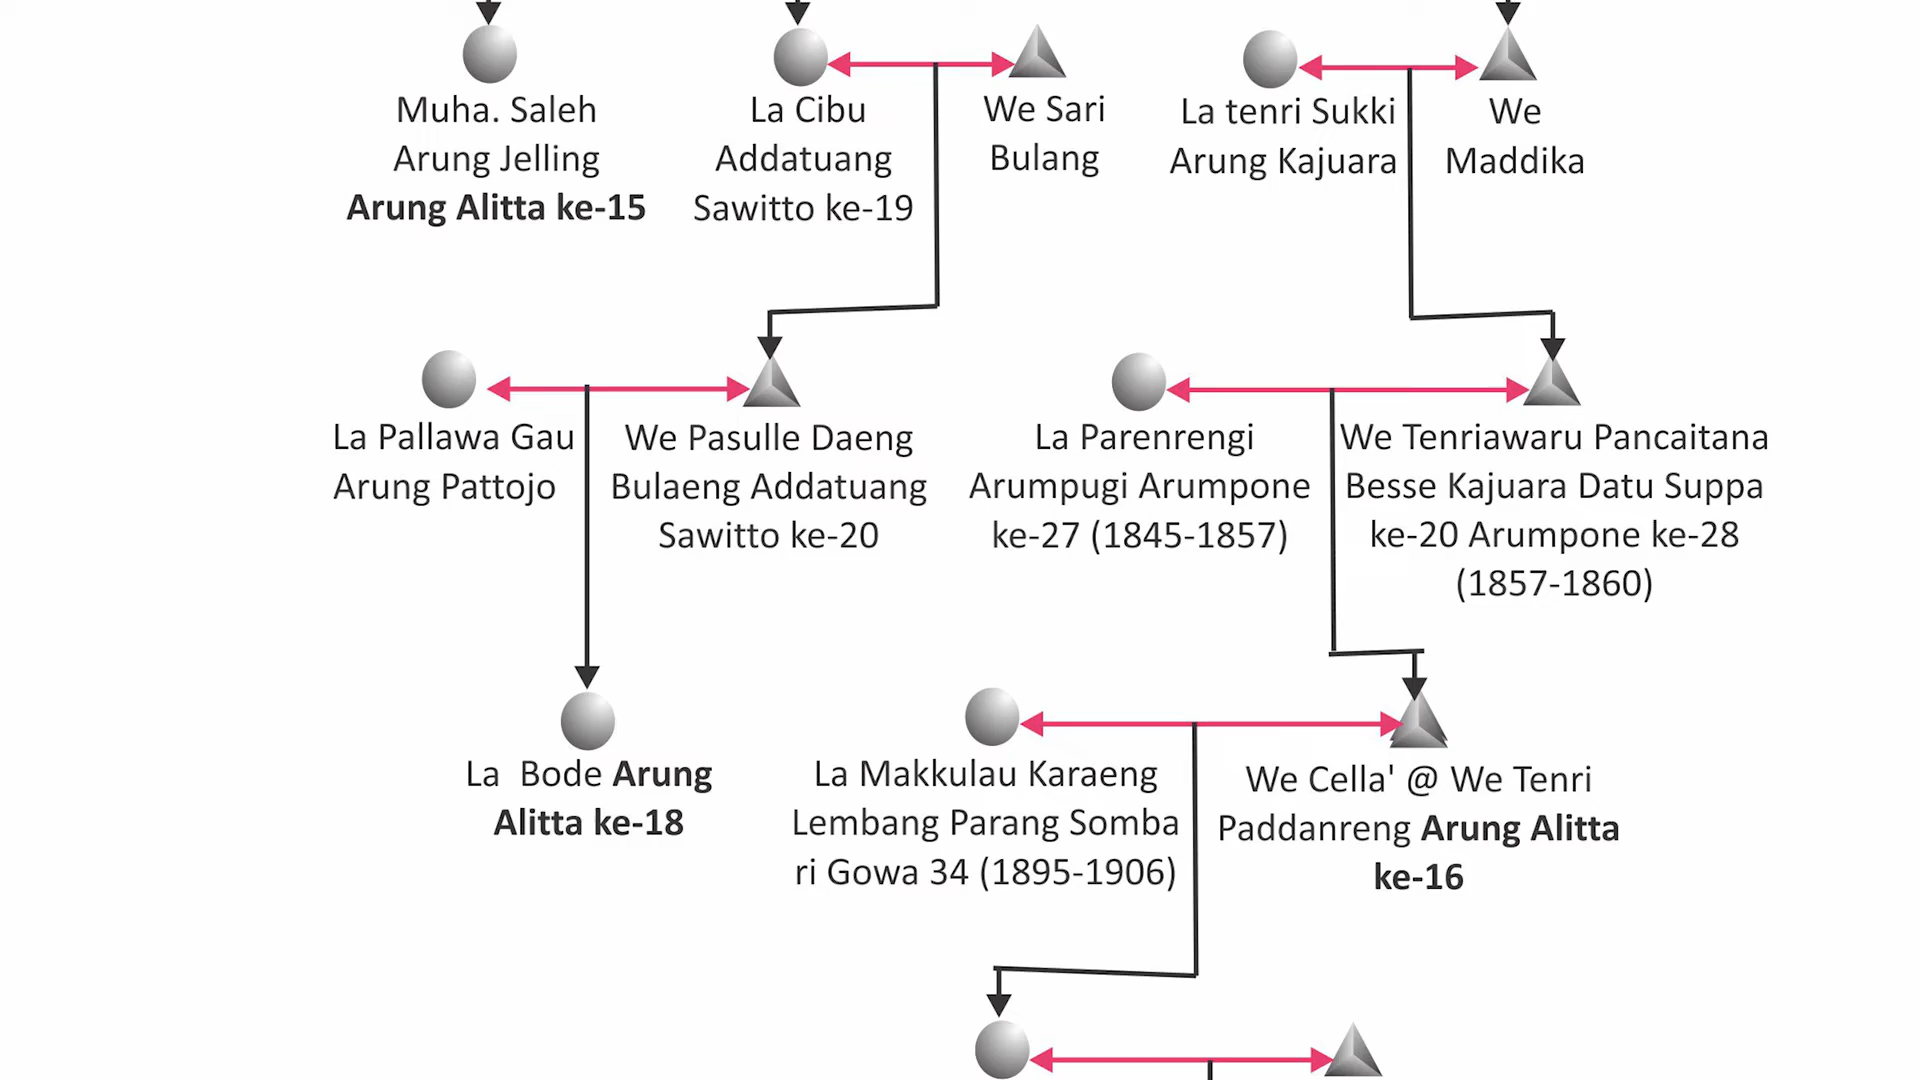 Muha. Saleh
Arung Jelling
Arung Alitta ke-15
La Cibu
Addatuang
Sawitto ke-19
We Sari
Bulang
La tenri Sukki
Arung Kajuara
We
Maddika
La Pallawa Gau
Arung Pattojo
We Pasulle Daeng
Bulaeng Addatuang
Sawitto ke-20
La Parenrengi
Arumpugi Arumpone
ke-27 (1845-1857)
We Tenriawaru Pancaitana
Besse Kajuara Datu Suppa
ke-20 Arumpone ke-28
(1857-1860)
La  Bode Arung
Alitta ke-18
La Makkulau Karaeng
Lembang Parang Somba
ri Gowa 34 (1895-1906)
We Cella' @ We Tenri
Paddanreng Arung Alitta
ke-16